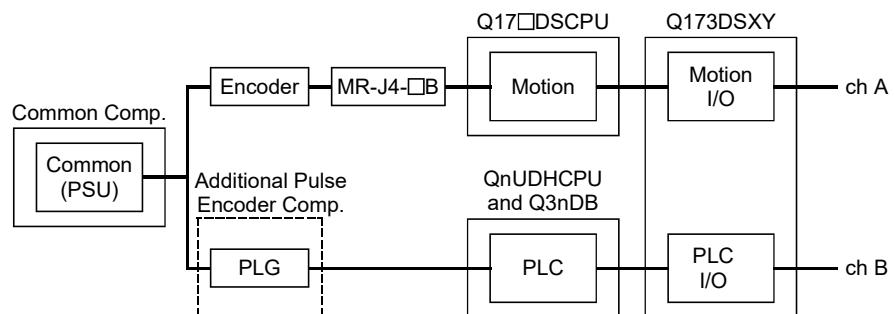 Q17□DSCPU
Q173DSXY
Encoder
MR-J4-□B
Motion
Motion
I/O
ch A
Common Comp.
Common
(PSU)
Additional Pulse
Encoder Comp.
QnUDHCPU
and Q3nDB
PLG
PLC
PLC
I/O
ch B